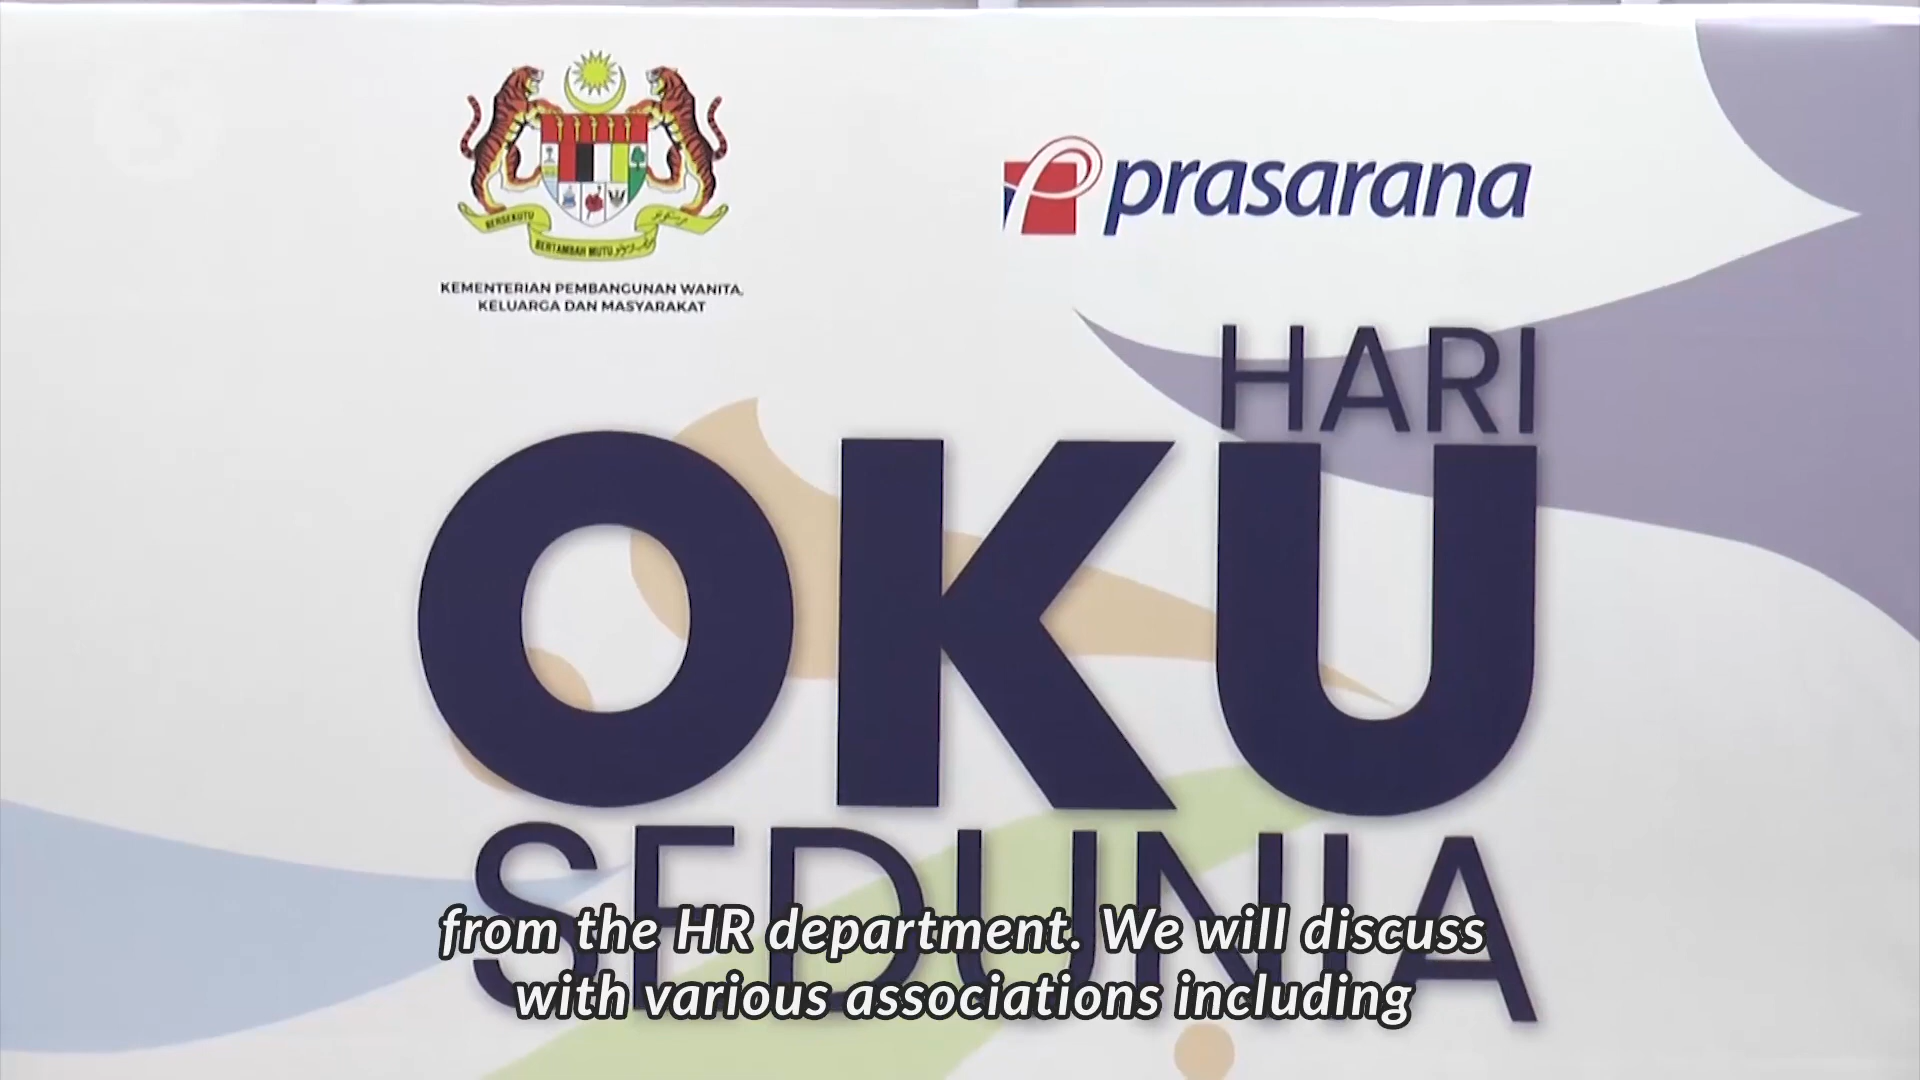 BERSEKUTU
BERTAMBAH MUTU
KEMENTERIAN PEMBANGUNAN WANITA,
KELUARGA DAN MASYARAKAT
prasarana
HARI
OKU
SEDUNIA
from the HR department. We will discuss
with various associations including